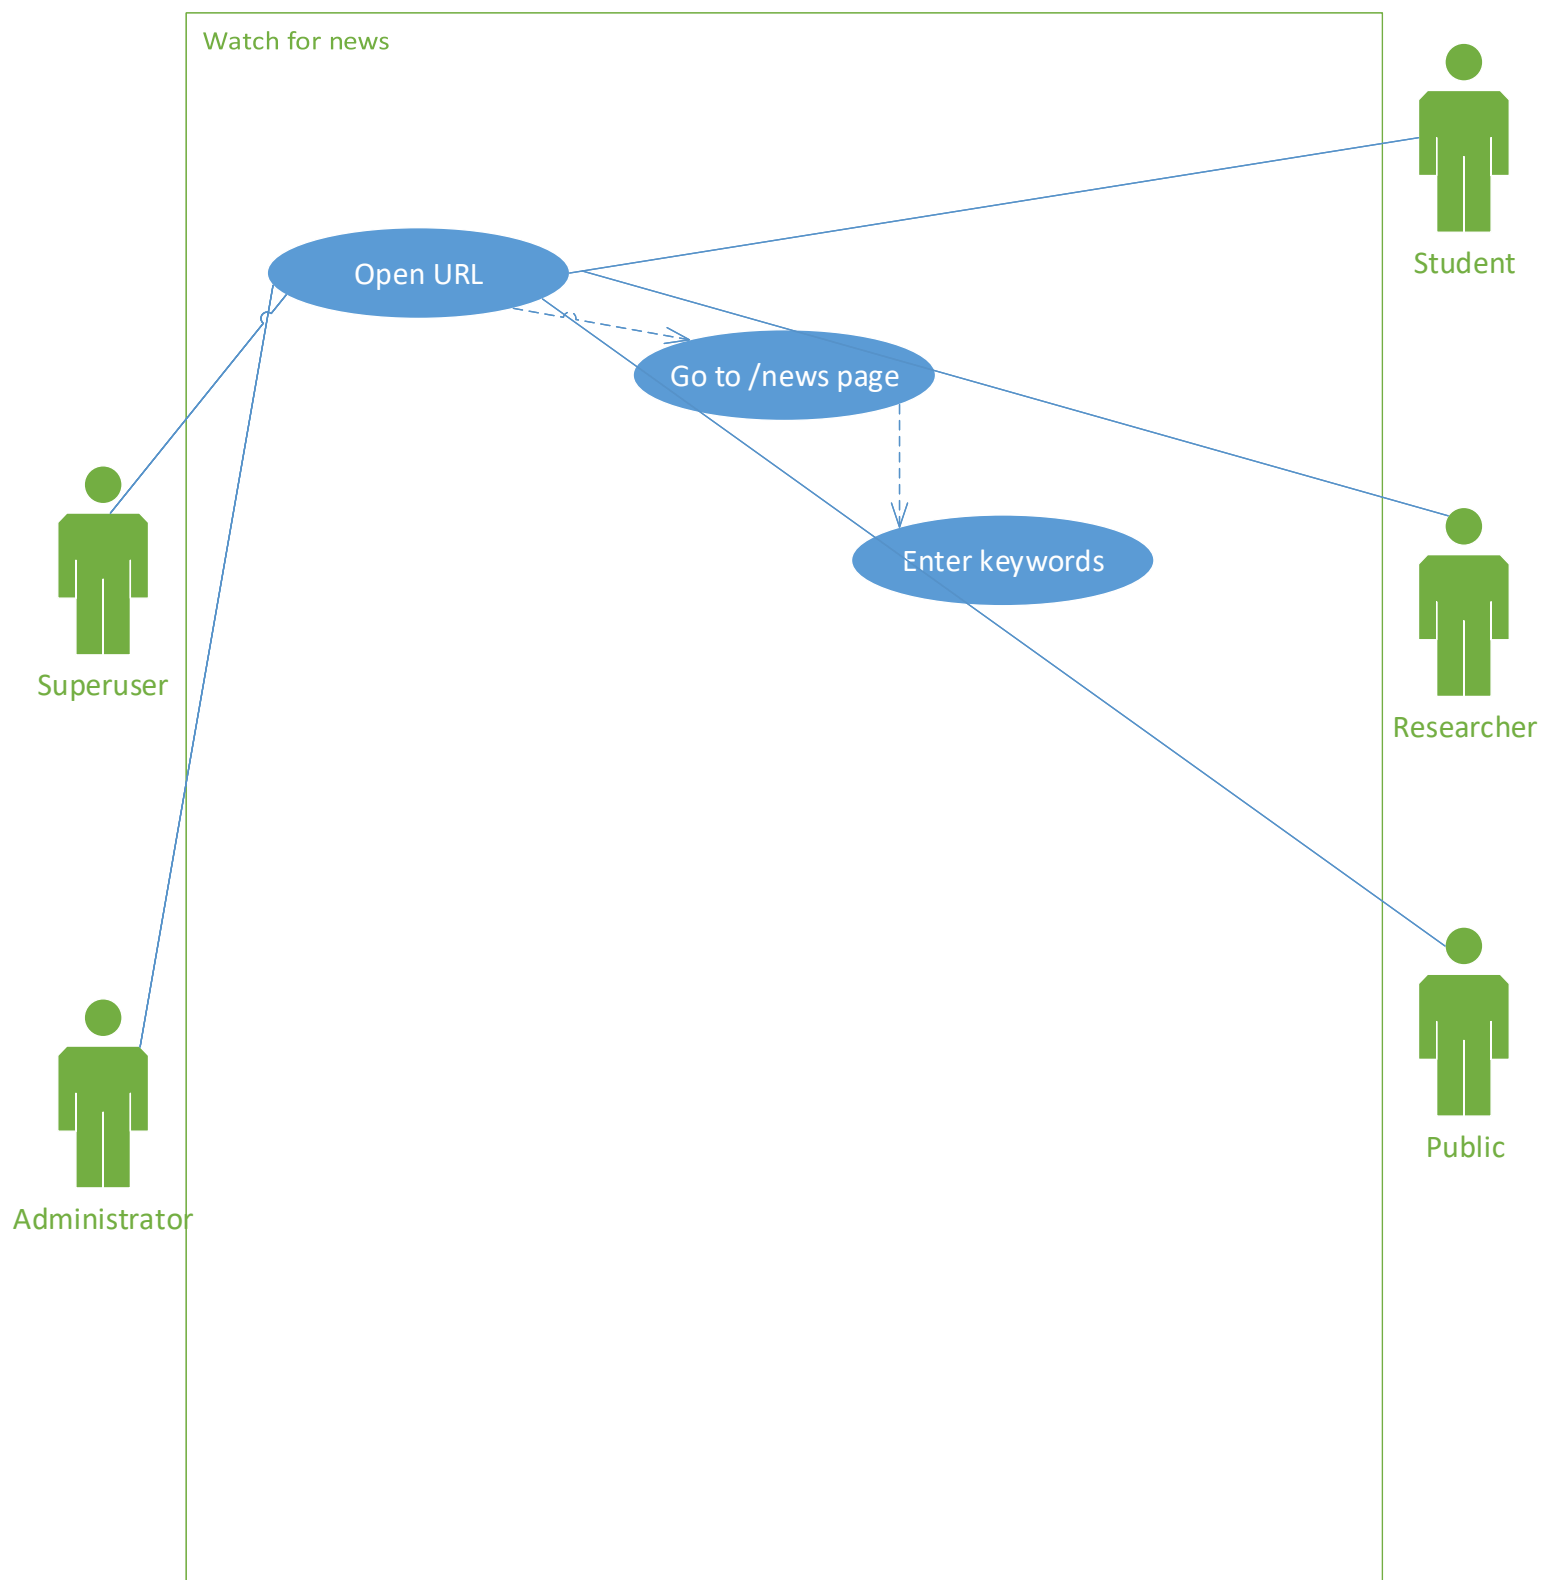 Watch for news
Student
Open URL
Go to /news page
Enter keywords
Superuser
Researcher
Public
Administrator